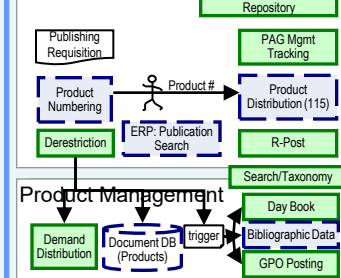 Repository
Publishing
Requisition
PAG Mgmt
Tracking
Product
Numbering
Product #
Product
Distribution (115)
Derestriction
ERP: Publication
Search
R-Post
Search/Taxonomy
Product Management
Day Book
Demand
Distribution
Document DB
(Products)
trigger
Bibliographic Data
GPO Posting